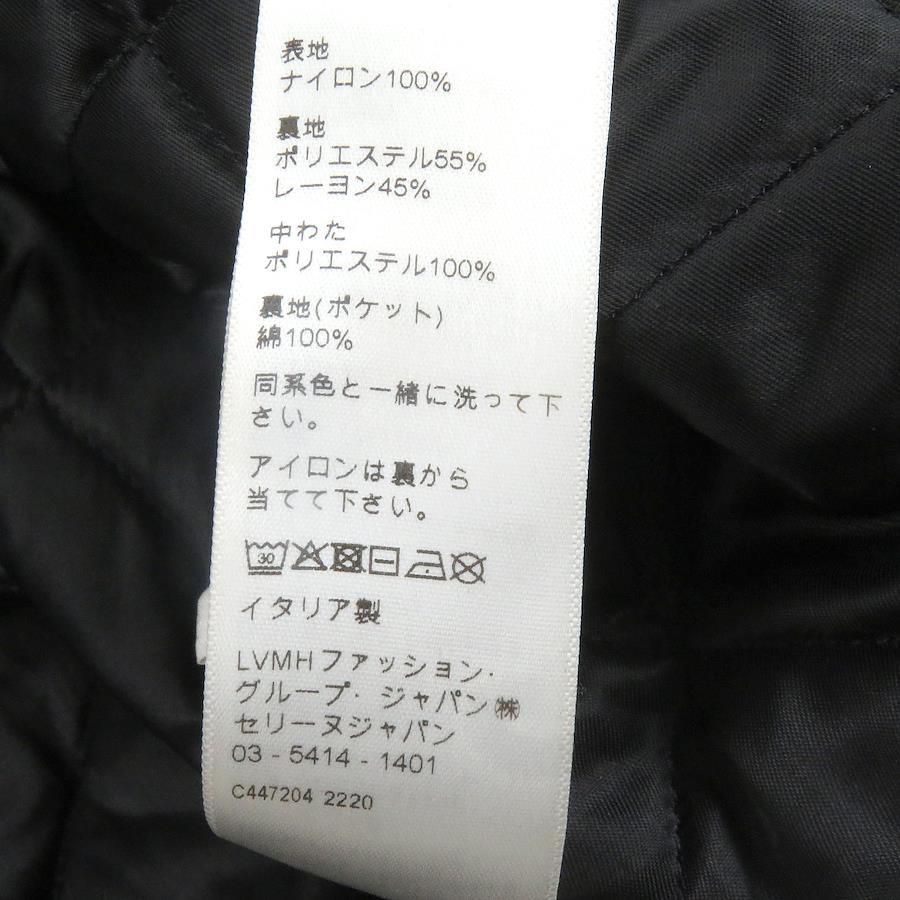 表地
ナイロン100%
裏地
ポリエステル55%
レーヨン45%
中わた
ポリエステル100%
裏地(ポケット)
綿100%
同系色と一緒に洗って下
さい。
アイロンは裏から
当てて下さい。
30
イタリア製
LVMHファッション·
グループ·ジャパン㈱
セリーヌジャパン
03 - 5414 - 1401
C447204 2220